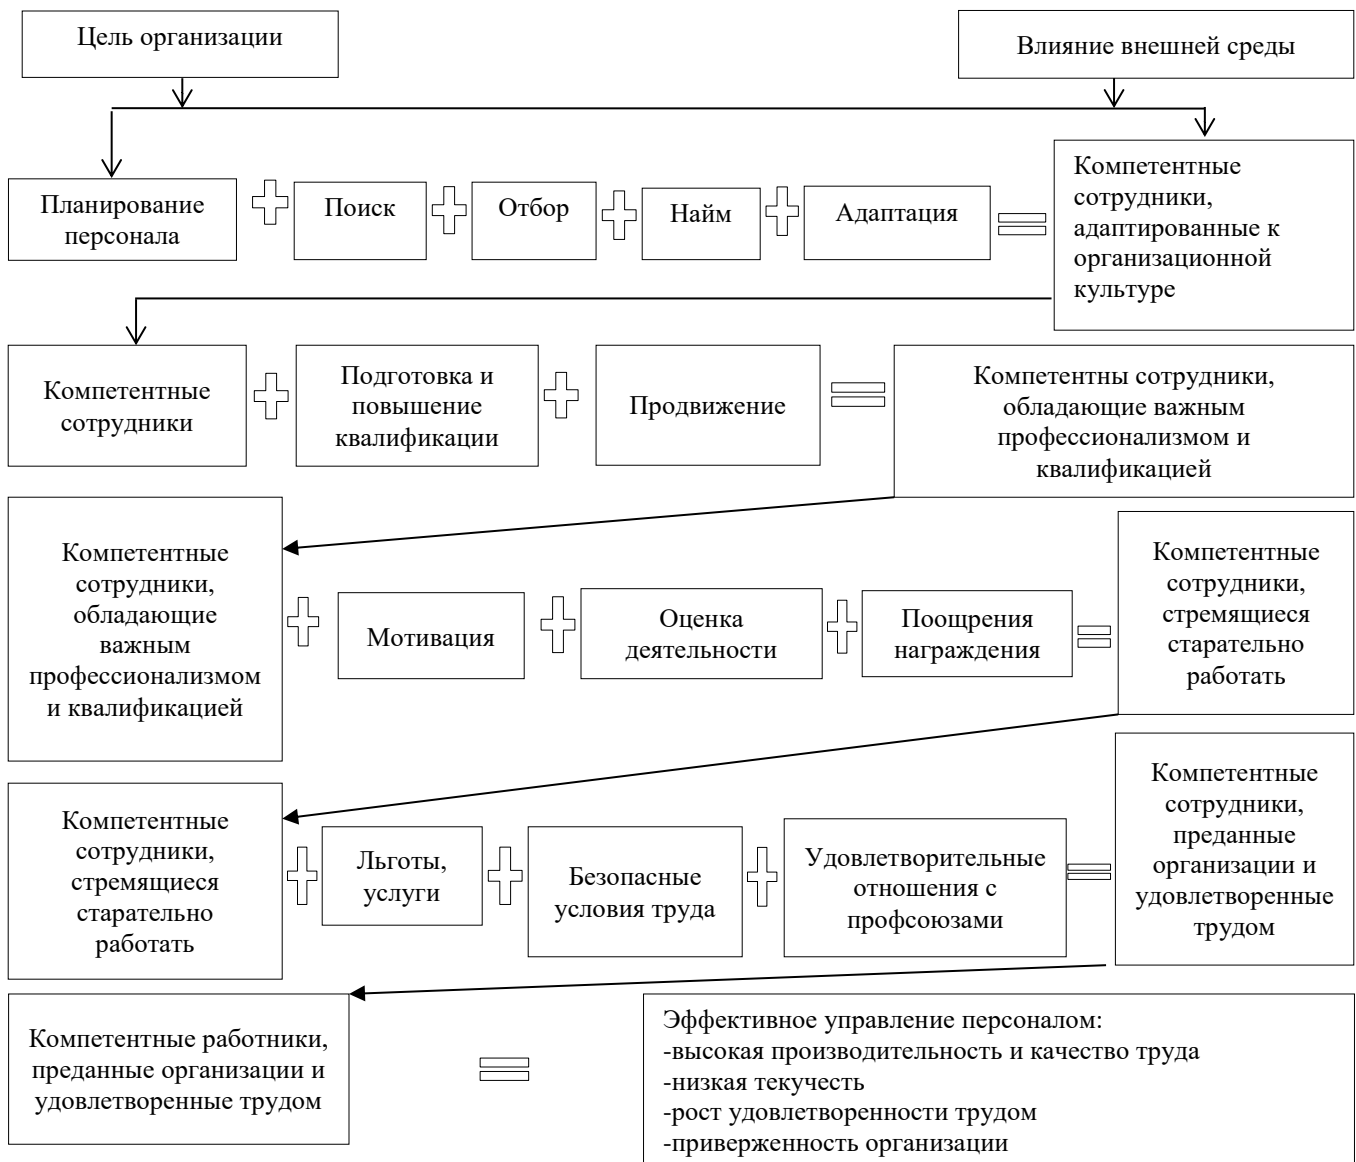 Цель организации
Влияние внешней среды
Планирование
персонала
Поиск
Отбор
Найм
Адаптация
Компетентные
сотрудники,
адаптированные к
организационной
культуре
Компетентные
сотрудники
Подготовка и
повышение
квалификации
Продвижение
Компетентны сотрудники,
обладающие важным
профессионализмом и
квалификацией
Компетентные
сотрудники,
обладающие
важным
профессионализмом
и квалификацией
Мотивация
Оценка
деятельности
Поощрения
награждения
Компетентные
сотрудники,
стремящиеся
старательно
работать
Компетентные
сотрудники,
стремящиеся
старательно
работать
Льготы,
услуги
Безопасные
условия труда
Удовлетворительные
отношения с
профсоюзами
Компетентные
сотрудники,
преданные
организации и
удовлетворенные
трудом
Компетентные работники,
преданные организации и
удовлетворенные трудом
Эффективное управление персоналом:
-высокая производительность и качество труда
-низкая текучесть
-рост удовлетворенности трудом
-приверженность организации